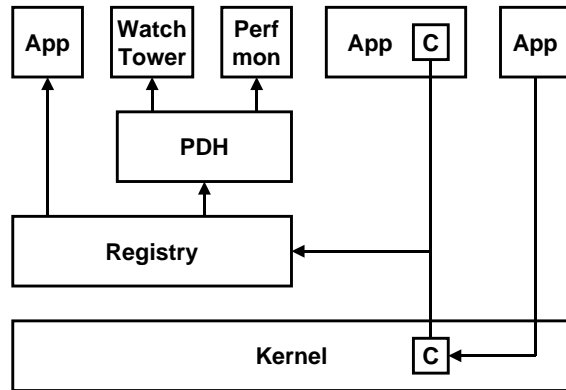 App
Watch
Tower
Perf
mon
App
C
App
PDH
Registry
Kernel
C